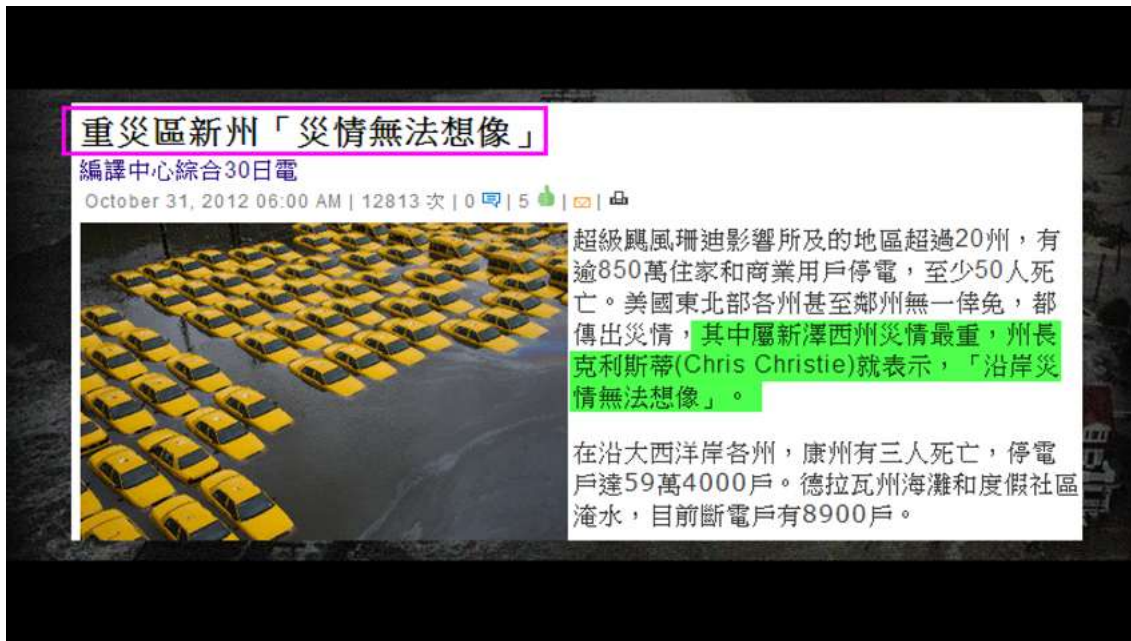 重災區新州「災情無法想像」
編譯中心綜合30日電
October 31, 2012 06:00 AM | 12813 次 | 0 | 5 | |
超級颶風珊迪影響所及的地區超過20州，有
逾850萬住家和商業用戶停電，至少50人死
亡。美國東北部各州甚至鄰州無一倖免，都
傳出災情，其中屬新澤西州災情最重，州長
克利斯蒂(Chris Christie)就表示，「沿岸災
情無法想像」。
在沿大西洋岸各州，康州有三人死亡，停電
戶達59萬4000戶。德拉瓦州海灘和度假社區
淹水，目前斷電戶有8900戶。